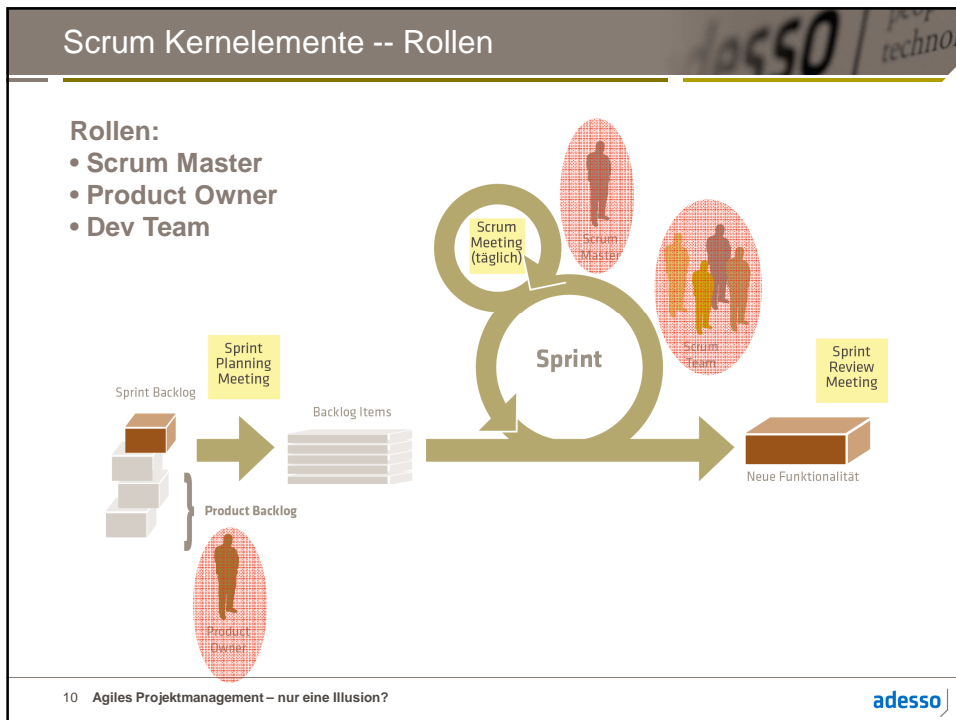 Scrum Kernelemente -- Rollen
adesso
technol
Rollen:
• Scrum Master
• Product Owner
• Dev Team
Scrum
Meeting
(täglich)
Scrum
Master
Scrum
Team
Sprint
Sprint
Planning
Meeting
Sprint
Review
Meeting
Sprint Backlog
Backlog Items
Neue Funktionalität
Product Backlog
Product
Owner
10 Agiles Projektmanagement – nur eine Illusion?
adesso